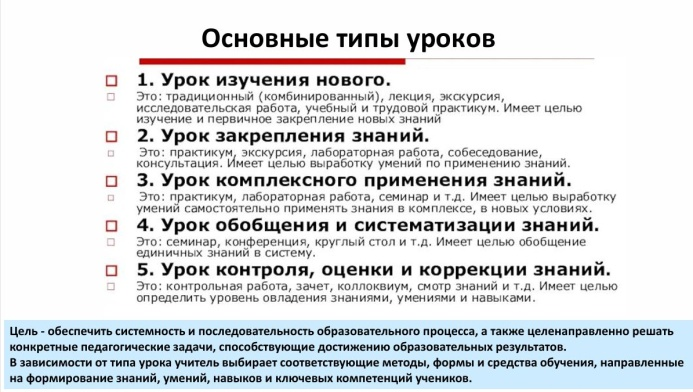 Основные типы уроков
1. Урок изучения нового.
Это: традиционный (комбинированный), лекция, экскурсия,
исследовательская работа, учебный и трудовой практикум. Имеет целью
изучение и первичное закрепление новых знаний
2. Урок закрепления знаний.
Это: практикум, экскурсия, лабораторная работа, собеседование,
консультация. Имеет целью выработку умений по применению знаний.
3. Урок комплексного применения знаний.
Это: практикум, лабораторная работа, семинар и т.д. Имеет целью выработку
умений самостоятельно применять знания в комплексе, в новых условиях.
4. Урок обобщения и систематизации знаний.
Это: семинар, конференция, круглый стол и т.д. Имеет целью обобщение
единичных знаний в систему.
5. Урок контроля, оценки и коррекции знаний.
Это: контрольная работа, зачет, коллоквиум, смотр знаний и т.д. Имеет целью
определить уровень овладения знаниями, умениями и навыками.
Цель - обеспечить системность и последовательность образовательного процесса, а также целенаправленно решать
конкретные педагогические задачи, способствующие достижению образовательных результатов.
В зависимости от типа урока учитель выбирает соответствующие методы, формы и средства обучения, направленные
на формирование знаний, умений, навыков и ключевых компетенций учеников.